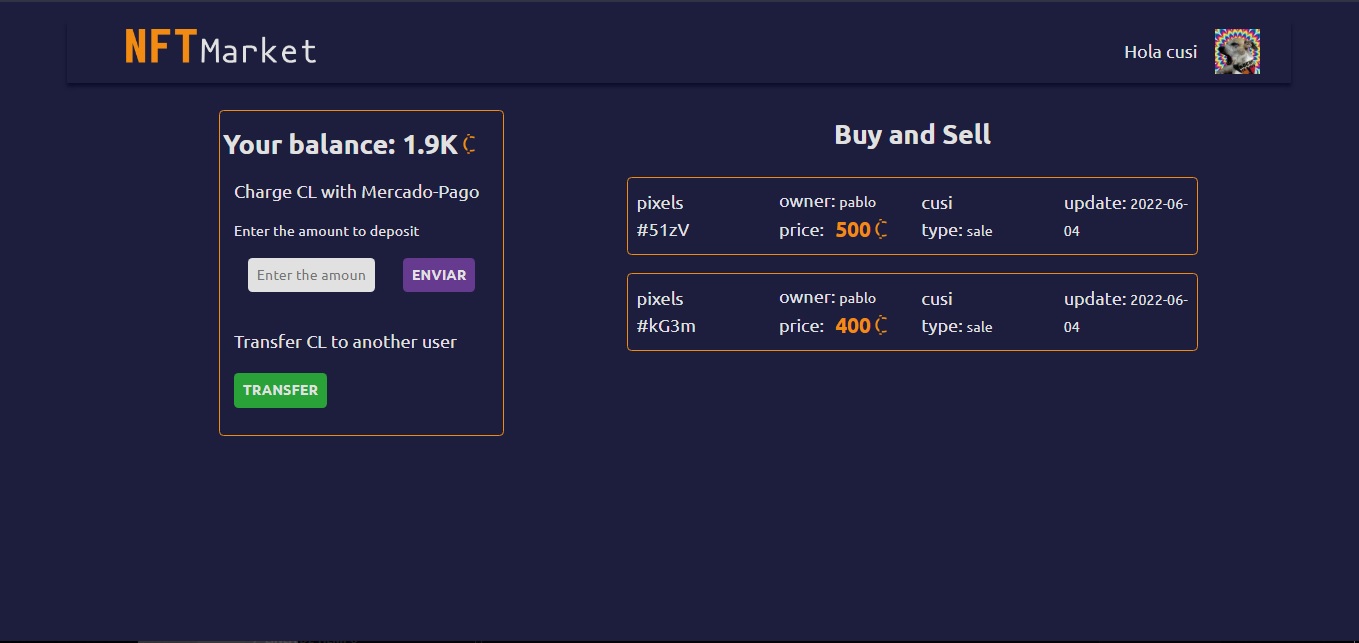 NFTMarket
Hola cusi
Your balance: 1.9K
Charge CL with Mercado-Pago
Enter the amount to deposit
Enter the amoun
ENVIAR
Transfer CL to another user
TRANSFER
Buy and Sell
pixels
#51zV
owner: pablo
price: 500
cusi
type: sale
update: 2022-06-
04
pixels
#kG3m
owner: pablo
price: 400
cusi
type: sale
update: 2022-06-
04